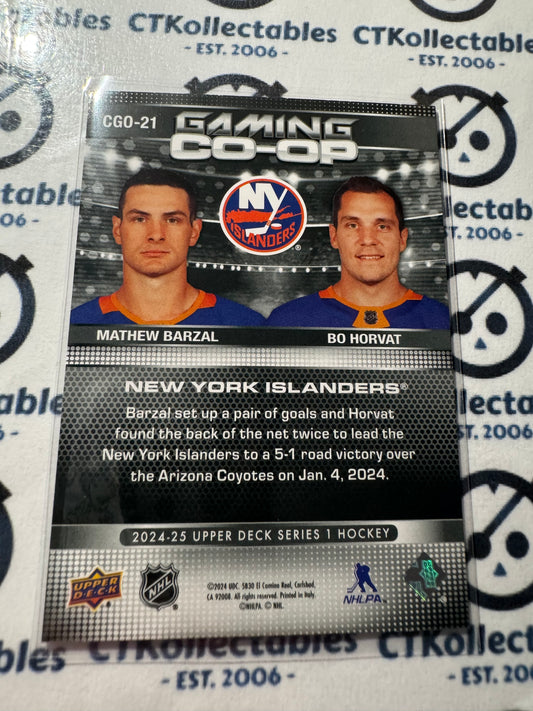 CTKollectables
- EST. 2006 -
CTKollectables
- EST. 2006 -
CGO-21
GAMING
CO-OP
NY
ISLANDERS
MATHEW BARZAL
BO HORVAT
NEW YORK ISLANDERS®
Barzal set up a pair of goals and Horvat
found the back of the net twice to lead the
New York Islanders to a 5-1 road victory over
the Arizona Coyotes on Jan. 4, 2024.
2024-25 UPPER DECK SERIES 1 HOCKEY
UPPER
DECK
NHL
©2024 UDC. 5830 El Camino Real, Carlsbad,
CA 92008. All rights reserved. Printed in Italy.
©NHLPA. © NHL.
NHLPA
CTKollectables
- EST. 2006 -
- EST. 2006 -